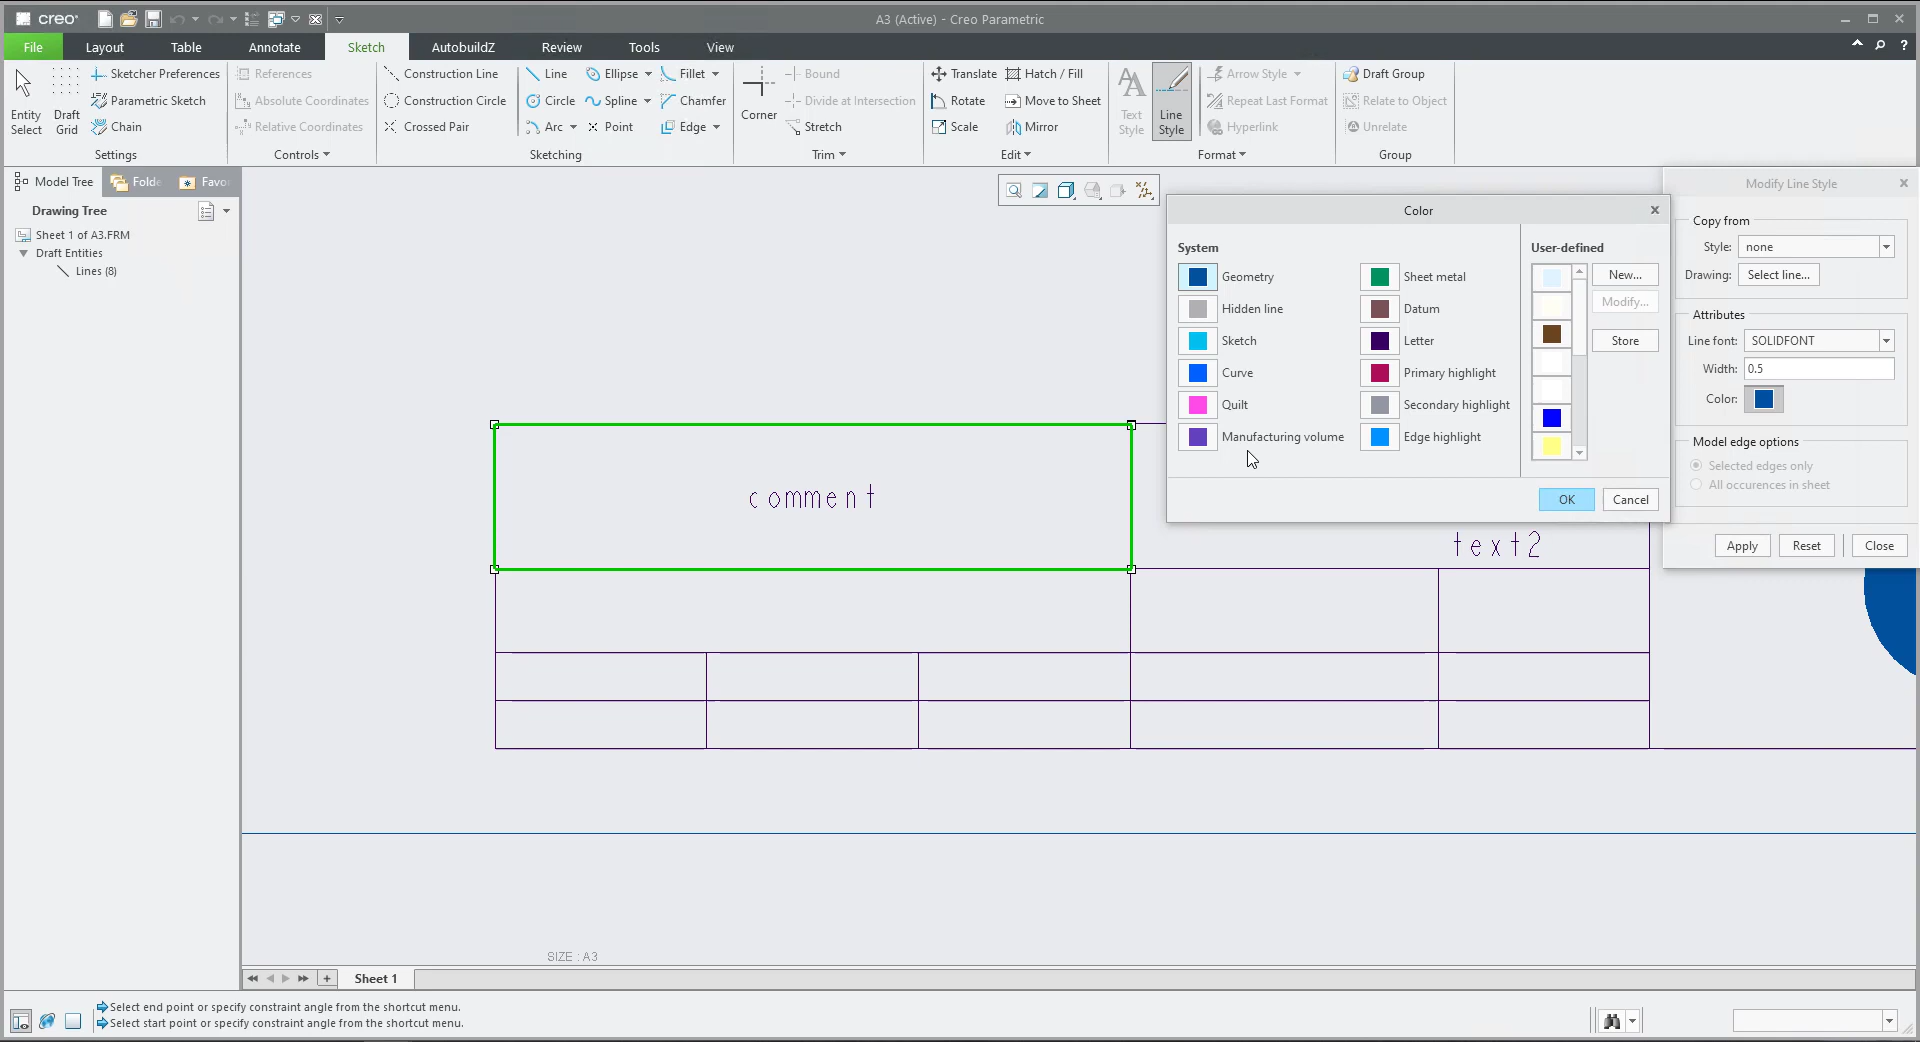 creo
A3 (Active) - Creo Parametric
File
Layout
Table
Annotate
Sketch
AutobuildZ
Review
Tools
View
Entity Select
Draft Grid
Sketcher Preferences
Parametric Sketch
Chain
Settings
References
Absolute Coordinates
Relative Coordinates
Controls
Construction Line
Construction Circle
Crossed Pair
Line
Circle
Arc
Ellipse
Spline
Point
Fillet
Chamfer
Edge
Sketching
Corner
Bound
Divide at Intersection
Stretch
Trim
Translate
Rotate
Scale
Hatch / Fill
Move to Sheet
Mirror
Edit
Text Style
Line Style
Arrow Style
Repeat Last Format
Hyperlink
Format
Draft Group
Relate to Object
Unrelate
Group
Model Tree
Folde
Favo
Drawing Tree
Sheet 1 of A3.FRM
Draft Entities
Lines (8)
Color
System
Geometry
Hidden line
Sketch
Curve
Quilt
Manufacturing volume
Sheet metal
Datum
Letter
Primary highlight
Secondary highlight
Edge highlight
User-defined
New...
Modify...
Store
OK
Cancel
Modify Line Style
Copy from
Style: none
Drawing: Select line...
Attributes
Line font: SOLIDFONT
Width: 0.5
Color:
Model edge options
Selected edges only
All occurences in sheet
Apply
Reset
Close
comment
text2
SIZE : A3
Sheet 1
Select end point or specify constraint angle from the shortcut menu.
Select start point or specify constraint angle from the shortcut menu.